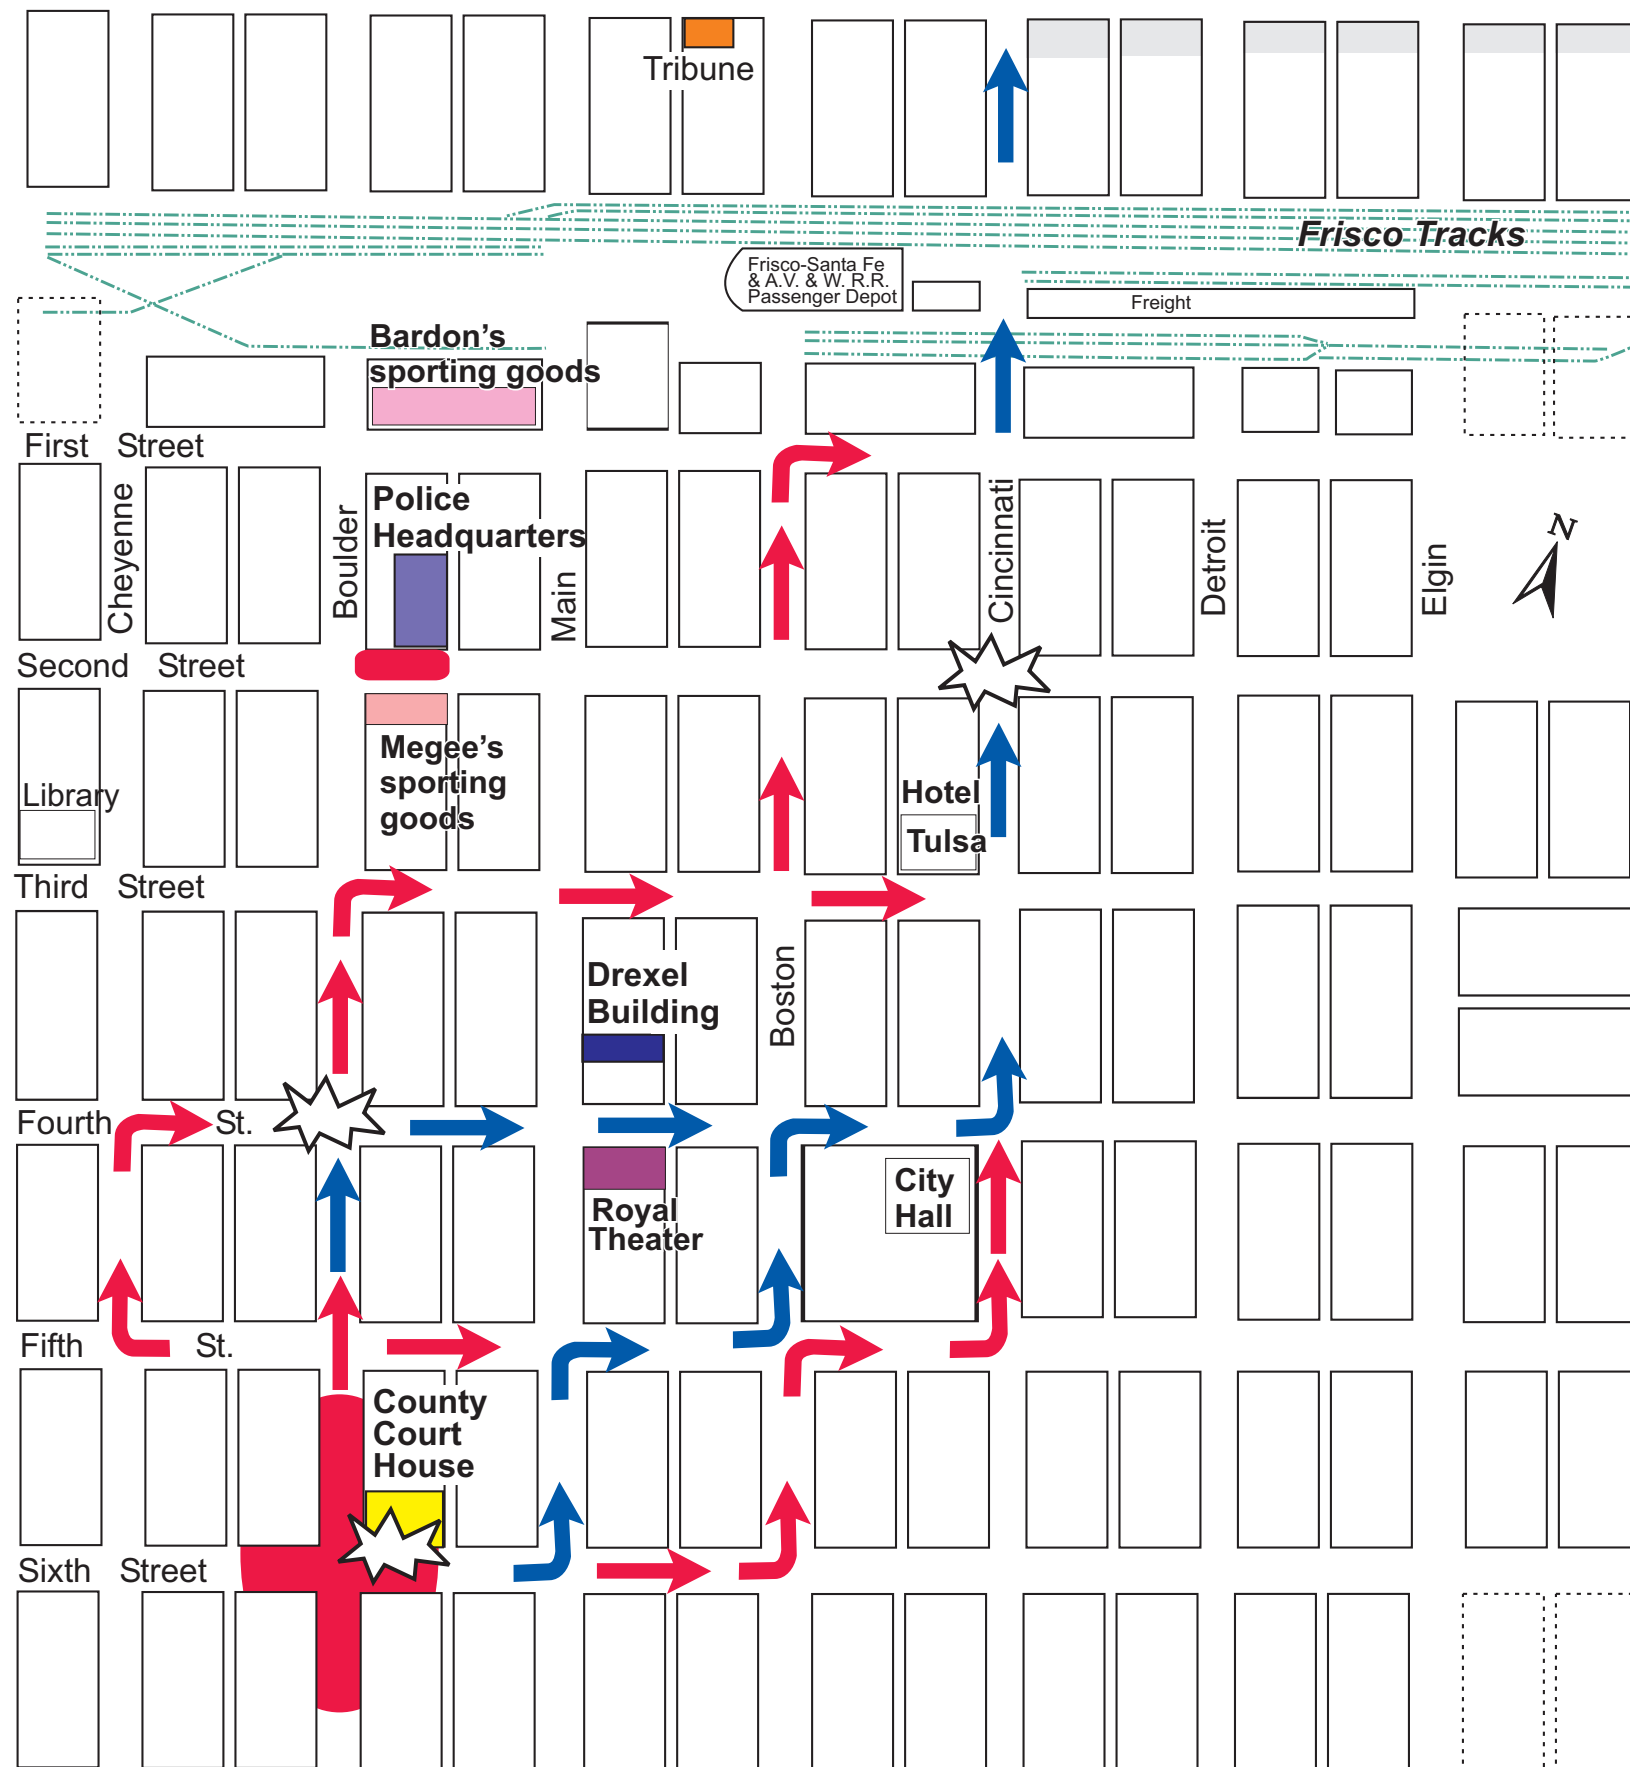 Tribune
Frisco Tracks
Frisco-Santa Fe
& A.V. & W. R.R.
Passenger Depot
Freight
Bardon’s
sporting goods
First Street
Cheyenne
Boulder
Police
Headquarters
Main
Cincinnati
Detroit
Elgin
N
Second Street
Megee’s
sporting
goods
Library
Hotel
Tulsa
Third Street
Drexel
Building
Boston
Fourth St.
City
Hall
Royal
Theater
Fifth St.
County
Court
House
Sixth Street